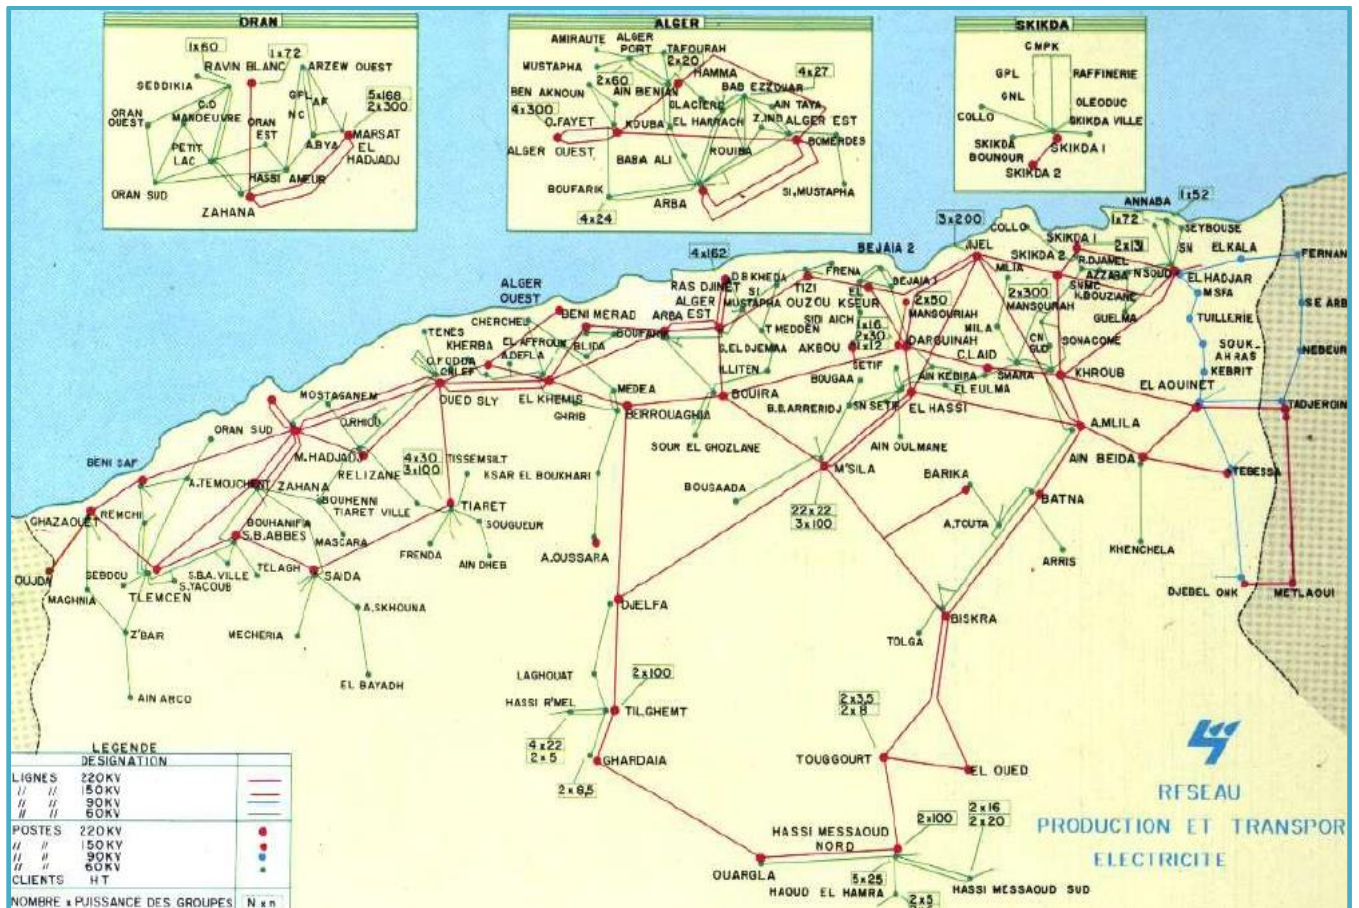 ORAN
1x60
1x72
RAVIN BLANC
ARZEW OUEST
SEDDIKIA
5x168
2x300
GPL
AF
NC
ORAN
OUEST
MANOEUVRE
ORAN
EST
MARSAT
EL
HADJADJ
PETIT
LAC
HASSI AMEUR
ORAN SUD
ZAHANA
ALGER
AMIRAUTE
ALGER
PORT
TAFOURAH
2x20
MUSTAPHA
HAMMA
2x60
4x27
BEN AKNOUN
AIN BENIAN
BAB EZZOUAR
4x300
GLACIERE
AIN TAYA
O.FAYET
KOUBA
EL HARRACH
Z.IND
ALGER EST
ALGER OUEST
BOMERDES
BABA ALI
ROUIBA
BOUFARIK
ARBA
SI.MUSTAPHA
4x24
SKIKDA
CMPK
GPL
RAFFINERIE
GNL
OLEODUC
COLLO
SKIKDA VILLE
SKIKDA
BOUNOUR
SKIKDA 1
SKIKDA 2
1x52
ANNABA
3x200
COLLO
1x72
SEYBOUSE
BEJAIA 2
JIJEL
SKIKDA 1
2x131
SN
ELKALA
4x162
SKIKDA 2
R.DJAMEL
FERNAN
FRENA
MILIA
AZZABA
N SOUD
EL HADJAR
D.B KHEDA
TIZI
OUZOU
EL
KSEUR
BEJAIA 1
SNMC
H.BOUZIANE
MSFA
RAS DJINET
SI
MUSTAPHA
2x50
2x300
ALGER
OUEST
ALGER
EST
MANSOURIAH
MANSOURAH
GUELMA
SE ARB
CHERCHEL
BENI MERAD
ARBA
SIDI AICH
1x16
2x30
1x12
MILA
TUILLERIE
TENES
KHERBA
EL AFFROUN
BOUFARIK
T MEDDEN
DARGUINAH
SONACOME
SOUK-
AHRAS
NEBEUR
BLIDA
G.ELDJEMAA
AKBOU
SETIF
C.LAID
O.FODDA
A.DEFLA
ILLITEN
BOUGAA
AIN KEBIRA
SMARA
KHROUB
KEBRIT
EL EULMA
EL AOUINET
MOSTAGANEM
OUED SLY
EL KHEMIS
MEDEA
BOUIRA
GHRIB
BERROUAGHIA
B.B.ARRERIDJ
SN SETIF
EL HASSI
TADJEROIN
ORAN SUD
O.RHIOU
A.MLILA
SOUR EL GHOZLANE
AIN OULMANE
BENI SAF
M.HADJADJ
4x30
3x100
TISSEMSILT
AIN BEIDA
RELIZANE
KSAR EL BOUKHARI
M'SILA
BARIKA
TEBESSA
A.TEMOUCHENT
ZAHANA
BOUHENNI
BOUSAADA
BATNA
GHAZAOUET
REMCHI
TIARET VILLE
TIARET
22x22
3x100
BOUHANIFIA
SOUGUEUR
A.TOUTA
S.B.ABBES
MASCARA
FRENDA
A.OUSSARA
KHENCHELA
OUJDA
AIN DHEB
ARRIS
SEBDOU
S.B.A.VILLE
TELAGH
SAIDA
S.YACOUB
MAGHNIA
TLEMCEN
DJEBEL ONK
METLAOUI
A.SKHOUNA
DJELFA
BISKRA
Z'BAIR
MECHERIA
TOLGA
EL BAYADH
LAGHOUAT
2x100
AIN ARCO
HASSI R'MEL
TIL.GHEMT
2x3,5
2x8
4x22
2x5
GHARDAIA
TOUGGOURT
EL OUED
2x8,5
RESEAU
2x16
2x20
HASSI MESSAOUD
NORD
2x100
PRODUCTION ET TRANSPOR
OUARGLA
5x25
ELECTRICITE
HAOUD EL HAMRA
HASSI MESSAOUD SUD
2x5
LEGENDE
DESIGNATION
LIGNES 220KV
// // 150KV
// // 90KV
// // 60KV
POSTES 220KV
// // 150KV
// // 90KV
// // 60KV
CLIENTS HT
NOMBRE x PUISSANCE DES GROUPES N x n